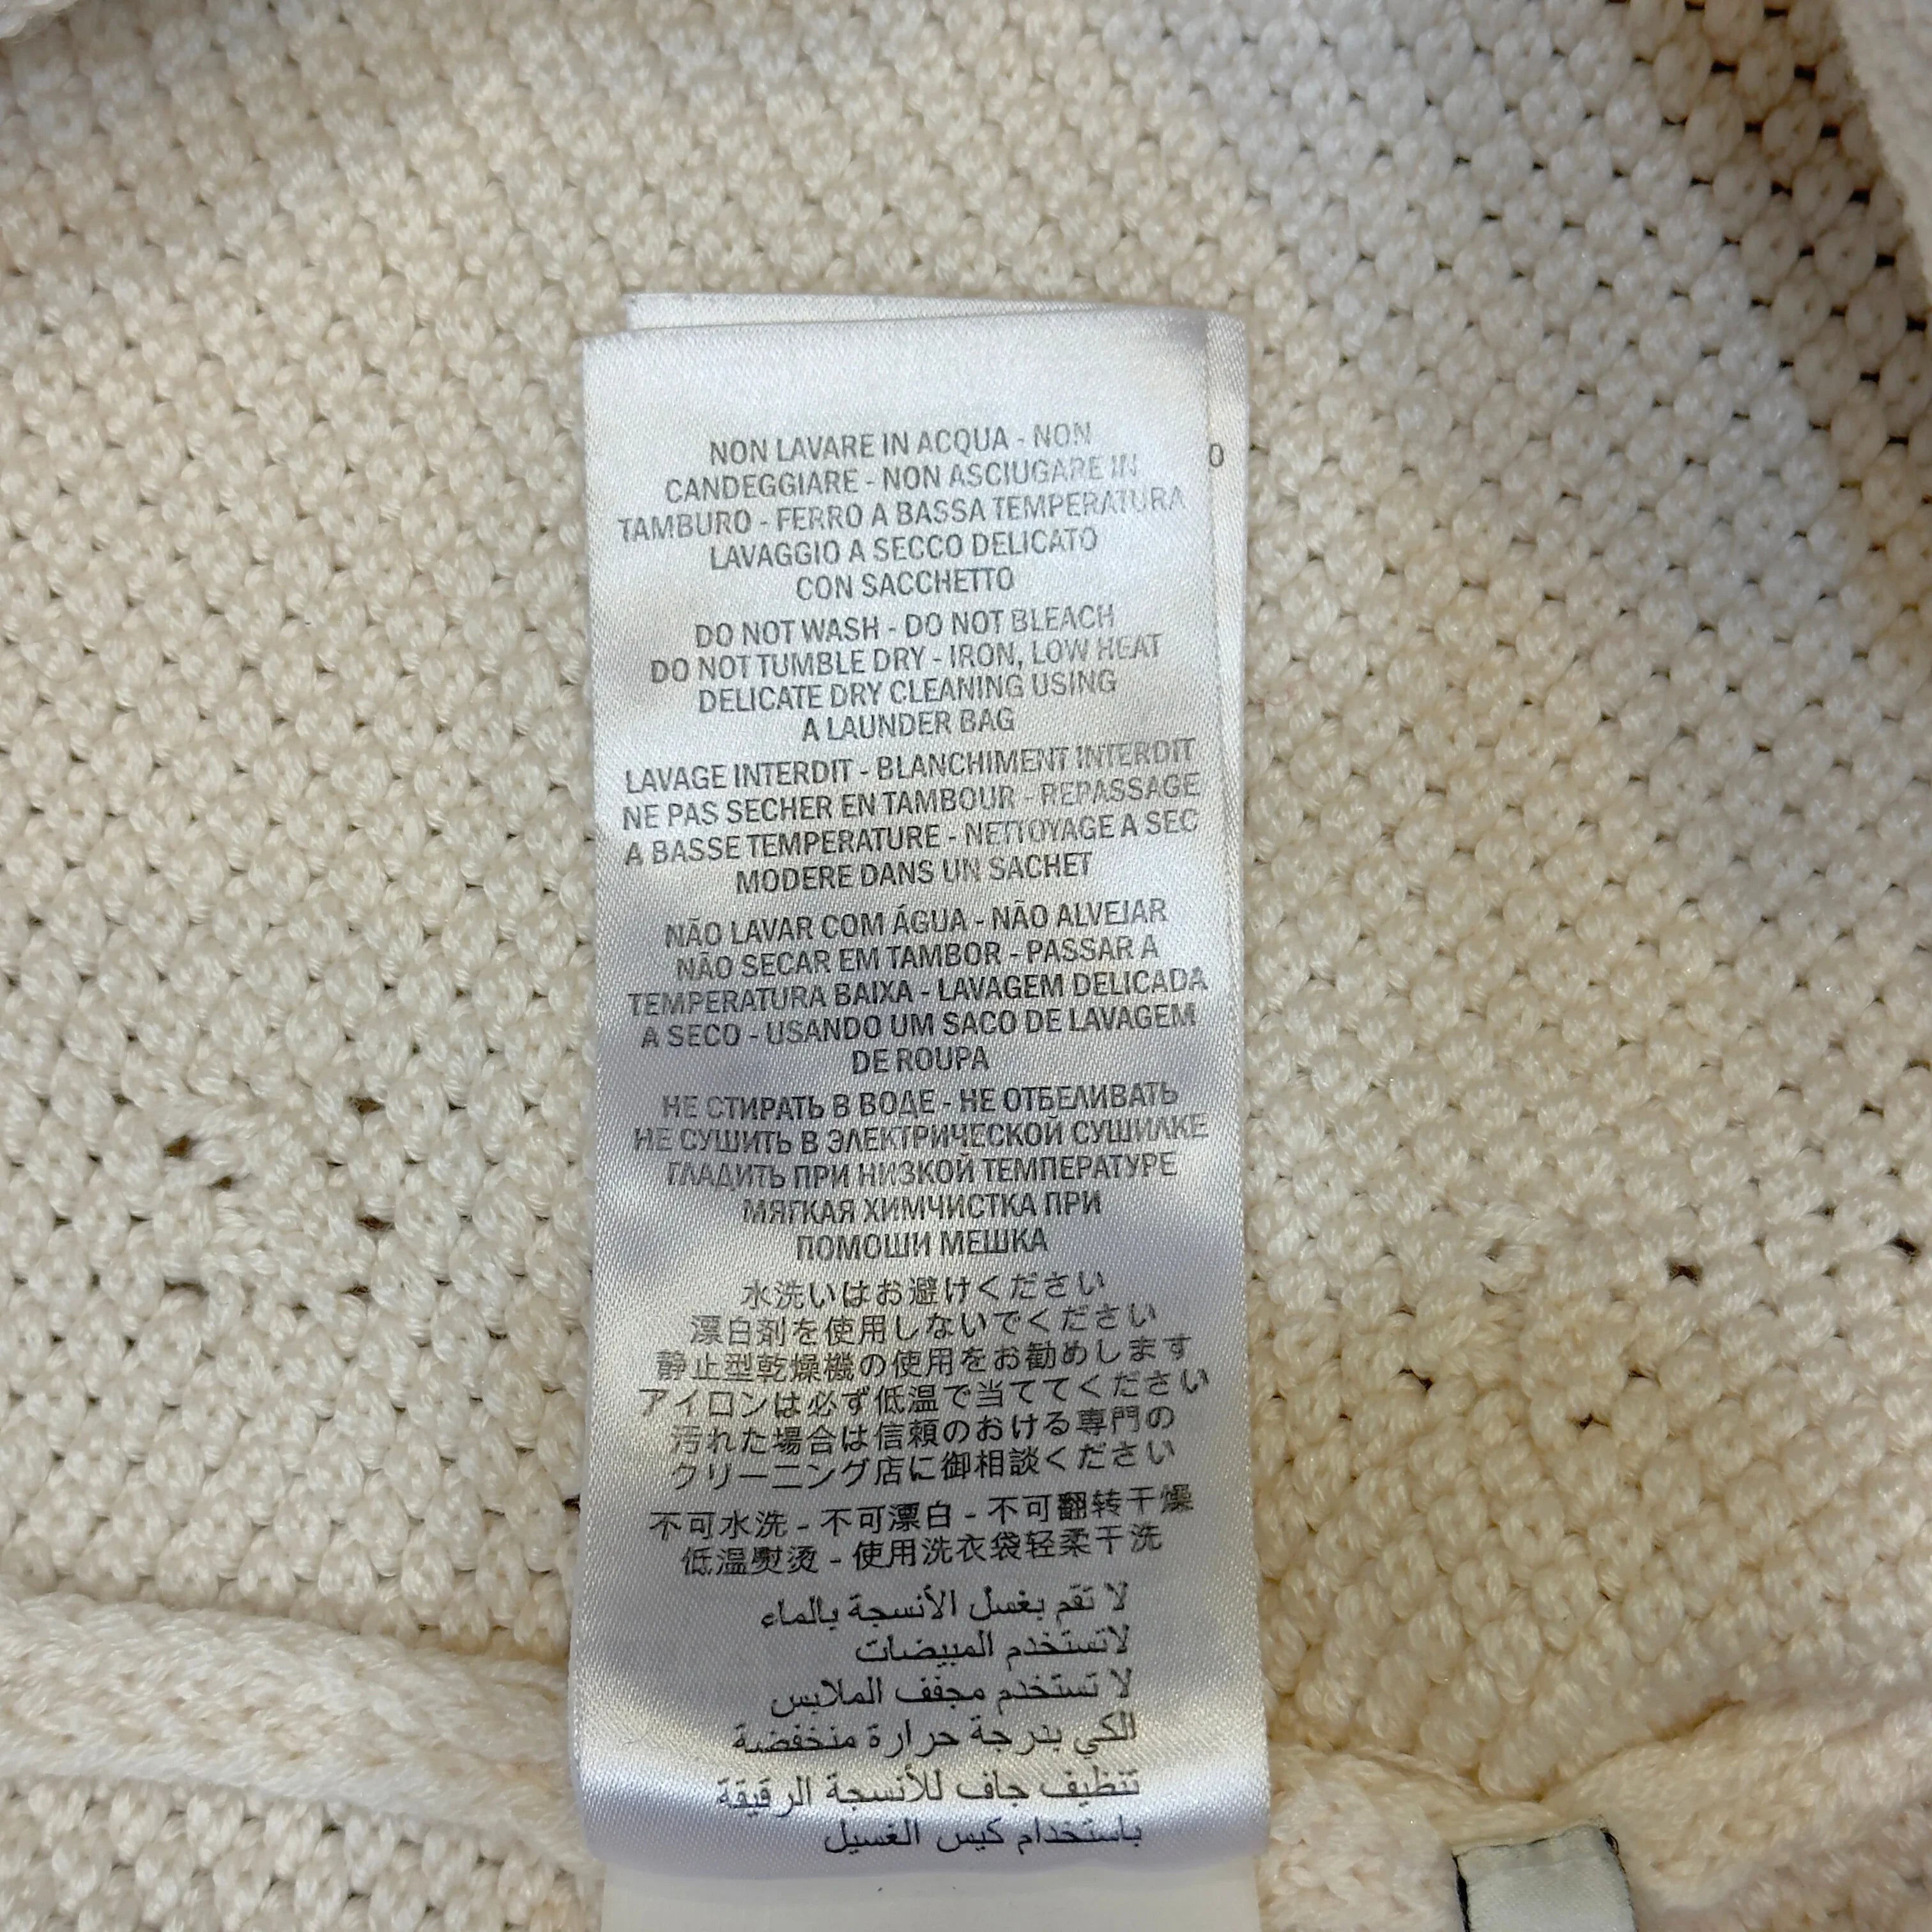 NON LAVARE IN ACQUA - NON
CANDEGGIARE - NON ASCIUGARE IN
TAMBURO - FERRO A BASSA TEMPERATURA
LAVAGGIO A SECCO DELICATO
CON SACCHETTO
DO NOT WASH - DO NOT BLEACH
DO NOT TUMBLE DRY - IRON, LOW HEAT
DELICATE DRY CLEANING USING
A LAUNDER BAG
LAVAGE INTERDIT - BLANCHIMENT INTERDIT
NE PAS SECHER EN TAMBOUR - REPASSAGE
A BASSE TEMPERATURE - NETTOYAGE A SEC
MODERE DANS UN SACHET
NÃO LAVAR COM ÁGUA - NÃO ALVEJAR
NÃO SECAR EM TAMBOR - PASSAR A
TEMPERATURA BAIXA - LAVAGEM DELICADA
A SECO - USANDO UM SACO DE LAVAGEM
DE ROUPA
НЕ СТИРАТЬ В ВОДЕ - НЕ ОТБЕЛИВАТЬ
НЕ СУШИТЬ В ЭЛЕКТРИЧЕСКОЙ СУШИЛКЕ
ГЛАДИТЬ ПРИ НИЗКОЙ ТЕМПЕРАТУРЕ
МЯГКАЯ ХИМЧИСТКА ПРИ
ПОМОШИ МЕШКА
水洗いはお避けください
漂白剤を使用しないでください
静止型乾燥機の使用をお勧めします
アイロンは必ず低温で当ててください
汚れた場合は信頼のおける専門の
クリーニング店に御相談ください
不可水洗 - 不可漂白 - 不可翻转干燥
低温熨烫 - 使用洗衣袋轻柔干洗
لا تقم بغسل الأنسجة بالماء
لاتستخدم المبيضات
لا تستخدم مجفف الملابس
الكي بدرجة حرارة منخفضة
تنظيف جاف للأنسجة الرقيقة
باستخدام كيس الغسيل